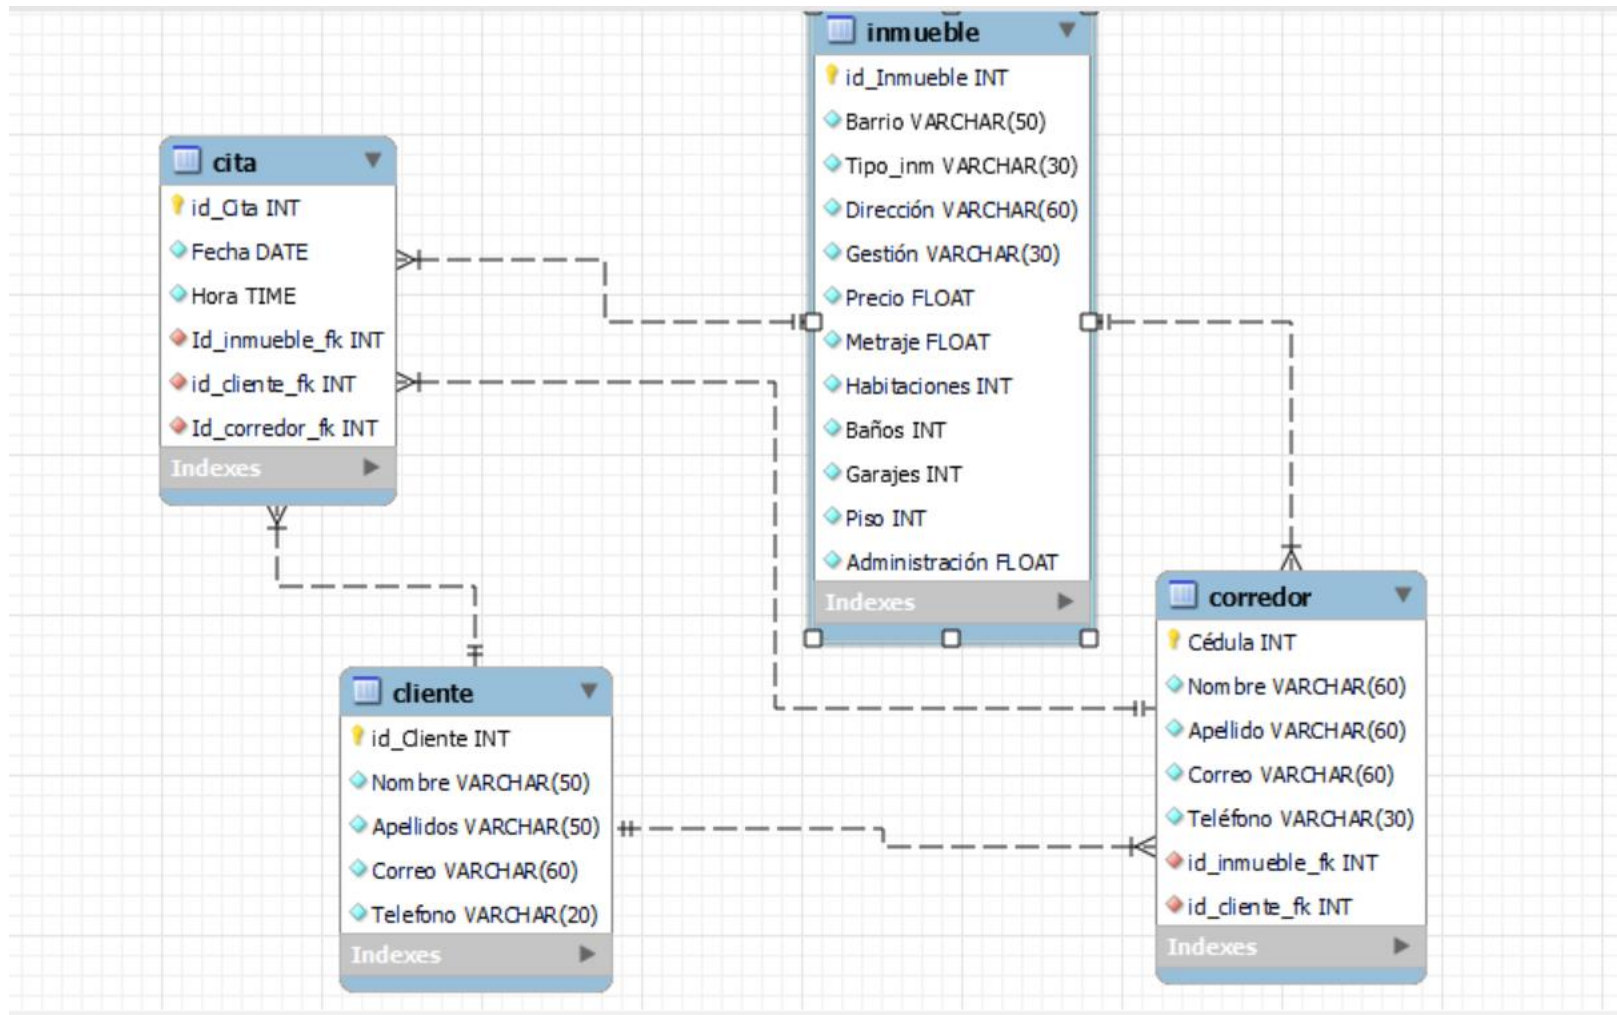 inmueble
id_Inmueble INT
Barrio VARCHAR(50)
Tipo_inm VARCHAR(30)
Dirección VARCHAR(60)
Gestión VARCHAR(30)
Precio FLOAT
Metraje FLOAT
Habitaciones INT
Baños INT
Garajes INT
Piso INT
Administración FLOAT
Indexes
cita
id_Cita INT
Fecha DATE
Hora TIME
Id_inmueble_fk INT
id_cliente_fk INT
Id_corredor_fk INT
Indexes
cliente
id_Cliente INT
Nombre VARCHAR(50)
Apellidos VARCHAR(50)
Correo VARCHAR(60)
Telefono VARCHAR(20)
Indexes
corredor
Cédula INT
Nombre VARCHAR(60)
Apellido VARCHAR(60)
Correo VARCHAR(60)
Teléfono VARCHAR(30)
id_inmueble_fk INT
id_cliente_fk INT
Indexes